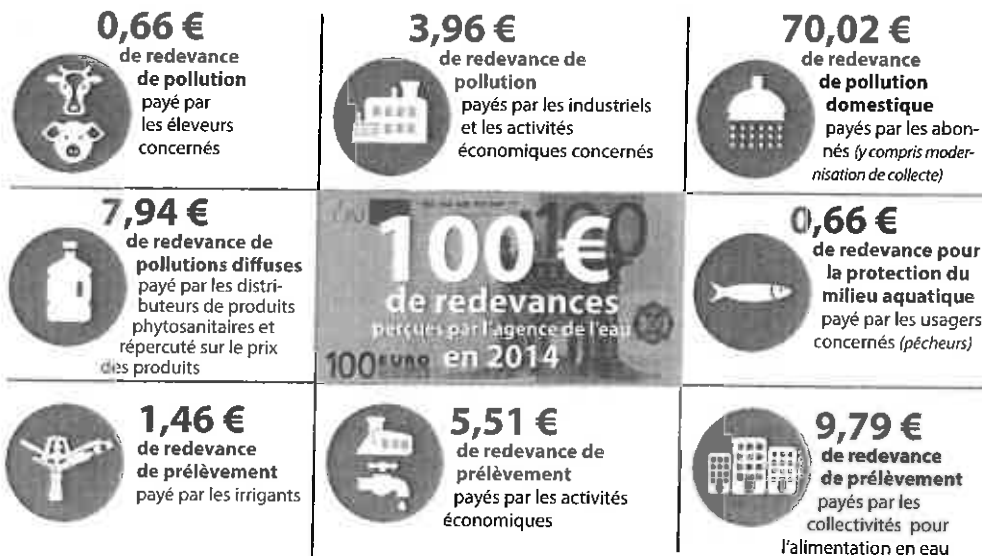 0,66 €
de redevance
de pollution
payé par
les éleveurs
concernés
3,96 €
de redevance de
pollution
payés par les industriels
et les activités
économiques concernés
70,02 €
de redevance
de pollution
domestique
payés par les abon-
nés (y compris moder-
nisation de collecte)
7,94 €
de redevance de
pollutions diffuses
payé par les distri-
buteurs de produits
phytosanitaires et
répercuté sur le prix
des produits
100 €
de redevances
perçues par l'agence de l'eau
en 2014
100 EURO
0,66 €
de redevance pour
la protection du
milieu aquatique
payé par les usagers
concernés (pêcheurs)
1,46 €
de redevance
de prélèvement
payé par les irrigants
5,51 €
de redevance de
prélèvement
payés par les activités
économiques
9,79 €
de redevance
de prélèvement
payés par les
collectivités pour
l'alimentation en eau